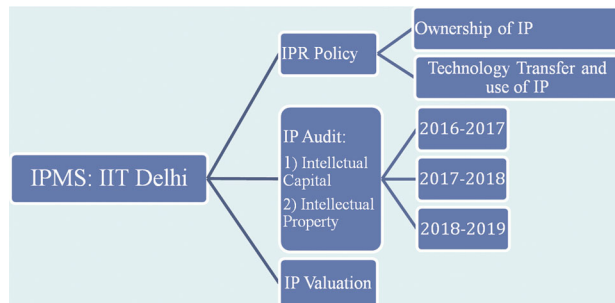 IPMS: IIT Delhi
IPR Policy
Ownership of IP
Technology Transfer and
use of IP
IP Audit:
1) Intelletual
Capital
2) Intellectual
Property
2016-2017
2017-2018
2018-2019
IP Valuation